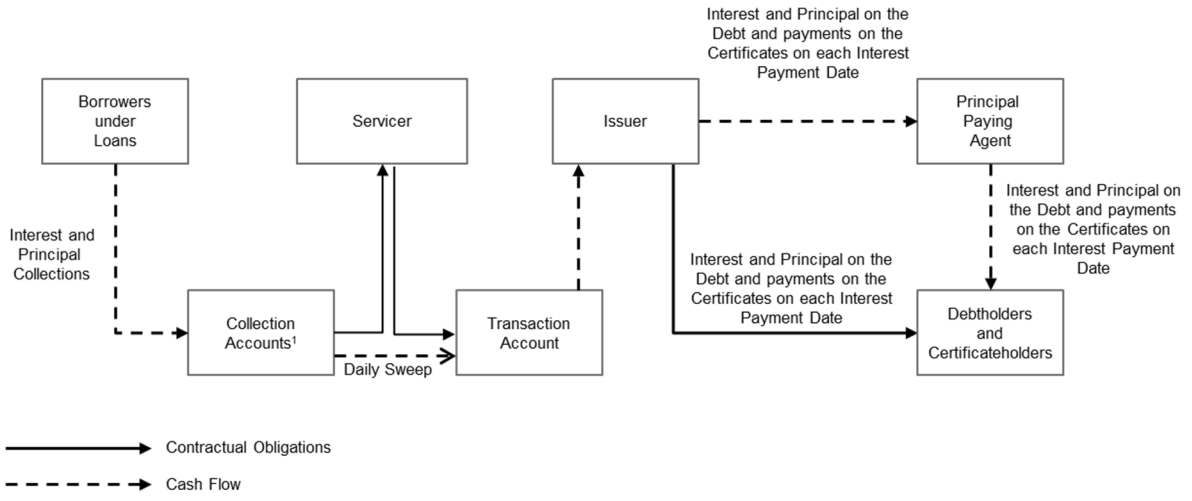 Interest and Principal on the
Debt and payments on the
Certificates on each Interest
Payment Date
Borrowers
under
Loans
Servicer
Issuer
Principal
Paying
Agent
Interest and
Principal
Collections
Interest and Principal on
the Debt and payments
on the Certificates on
each Interest Payment
Date
Interest and Principal on the
Debt and payments on the
Certificates on each Interest
Payment Date
Collection
Accounts¹
Daily Sweep
Transaction
Account
Debtholders
and
Certificateholders
Contractual Obligations
Cash Flow